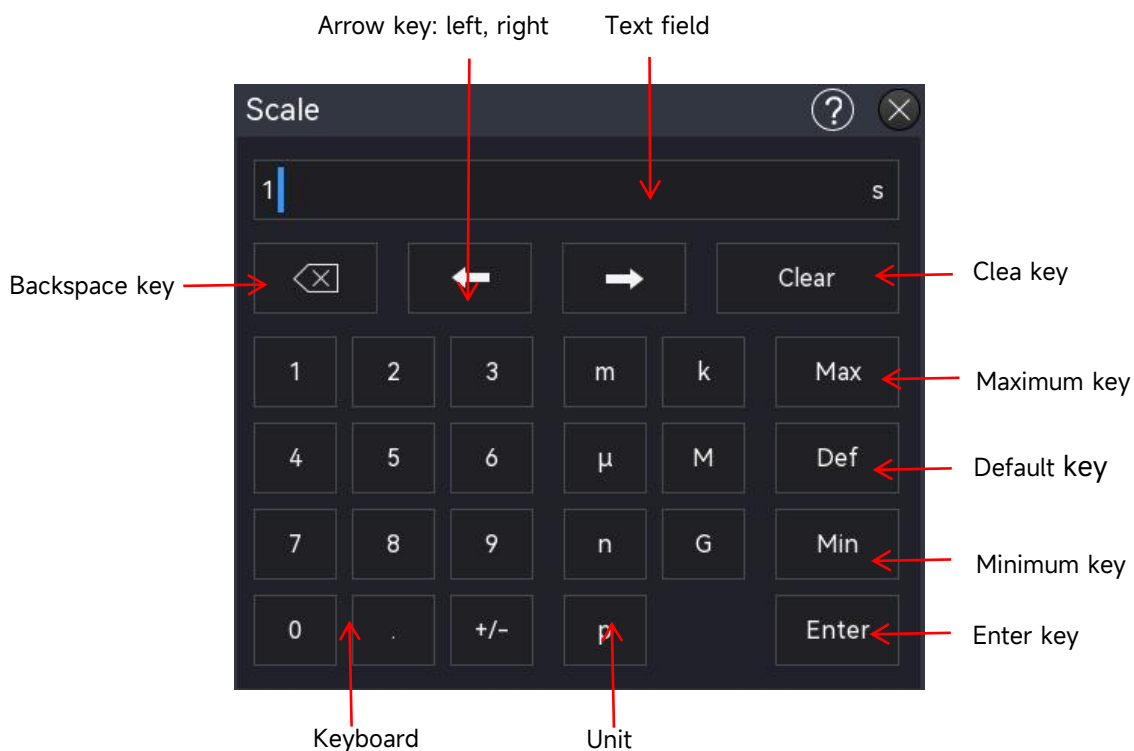 Arrow key: left, right Text field
Scale ?
1 s
Backspace key Clear Clea key
1 2 3 m k Max
Maximum key
4 5 6 μ M Def
Default key
7 8 9 n G Min
Minimum key
0 . +/- p Enter
Enter key
Keyboard Unit